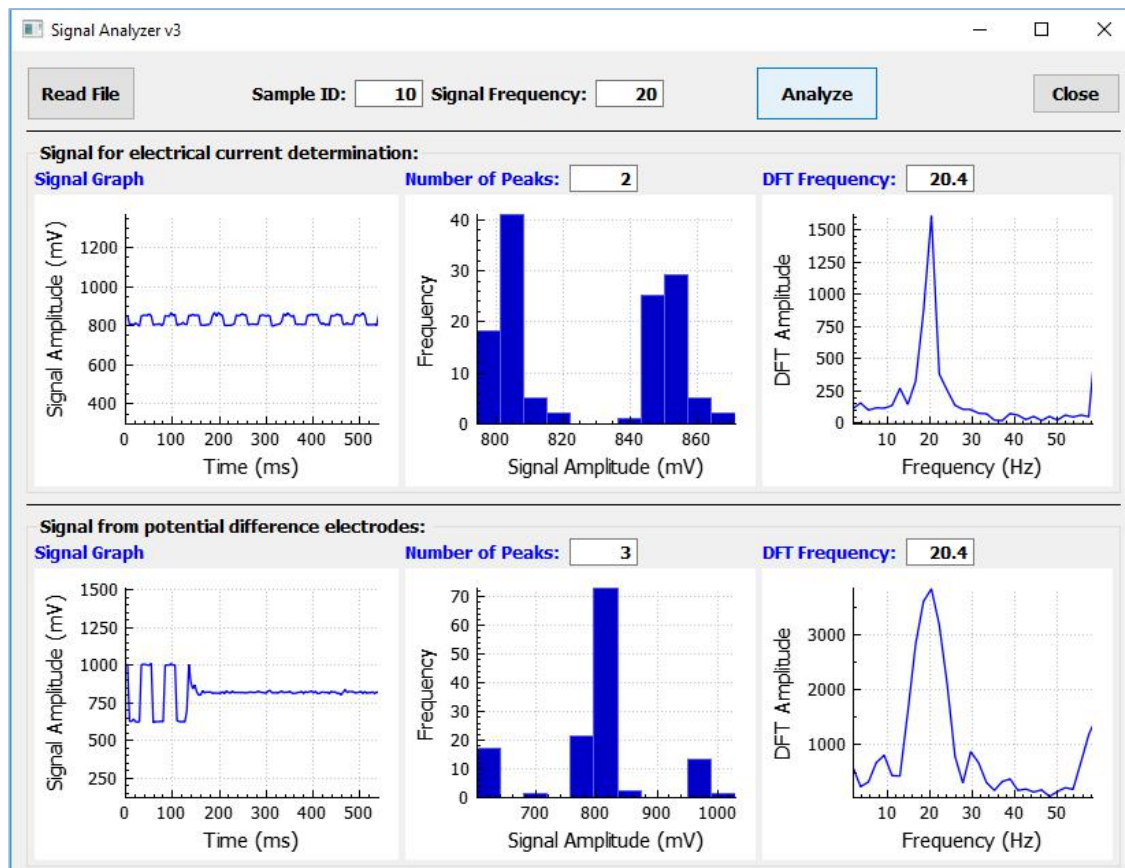 Signal Analyzer v3
Read File Sample ID: 10 Signal Frequency: 20 Analyze Close
Signal for electrical current determination:
Signal Graph
Signal Amplitude (mV)
1200
1000
800
600
400
0 100 200 300 400 500
Time (ms)
Number of Peaks: 2
Frequency
40
30
20
10
0
800 820 840 860
Signal Amplitude (mV)
DFT Frequency: 20.4
DFT Amplitude
1500
1250
1000
750
500
250
0
10 20 30 40 50
Frequency (Hz)
Signal from potential difference electrodes:
Signal Graph
Signal Amplitude (mV)
1500
1250
1000
750
500
250
0 100 200 300 400 500
Time (ms)
Number of Peaks: 3
Frequency
70
60
50
40
30
20
10
0
700 800 900 1000
Signal Amplitude (mV)
DFT Frequency: 20.4
DFT Amplitude
3000
2000
1000
10 20 30 40 50
Frequency (Hz)